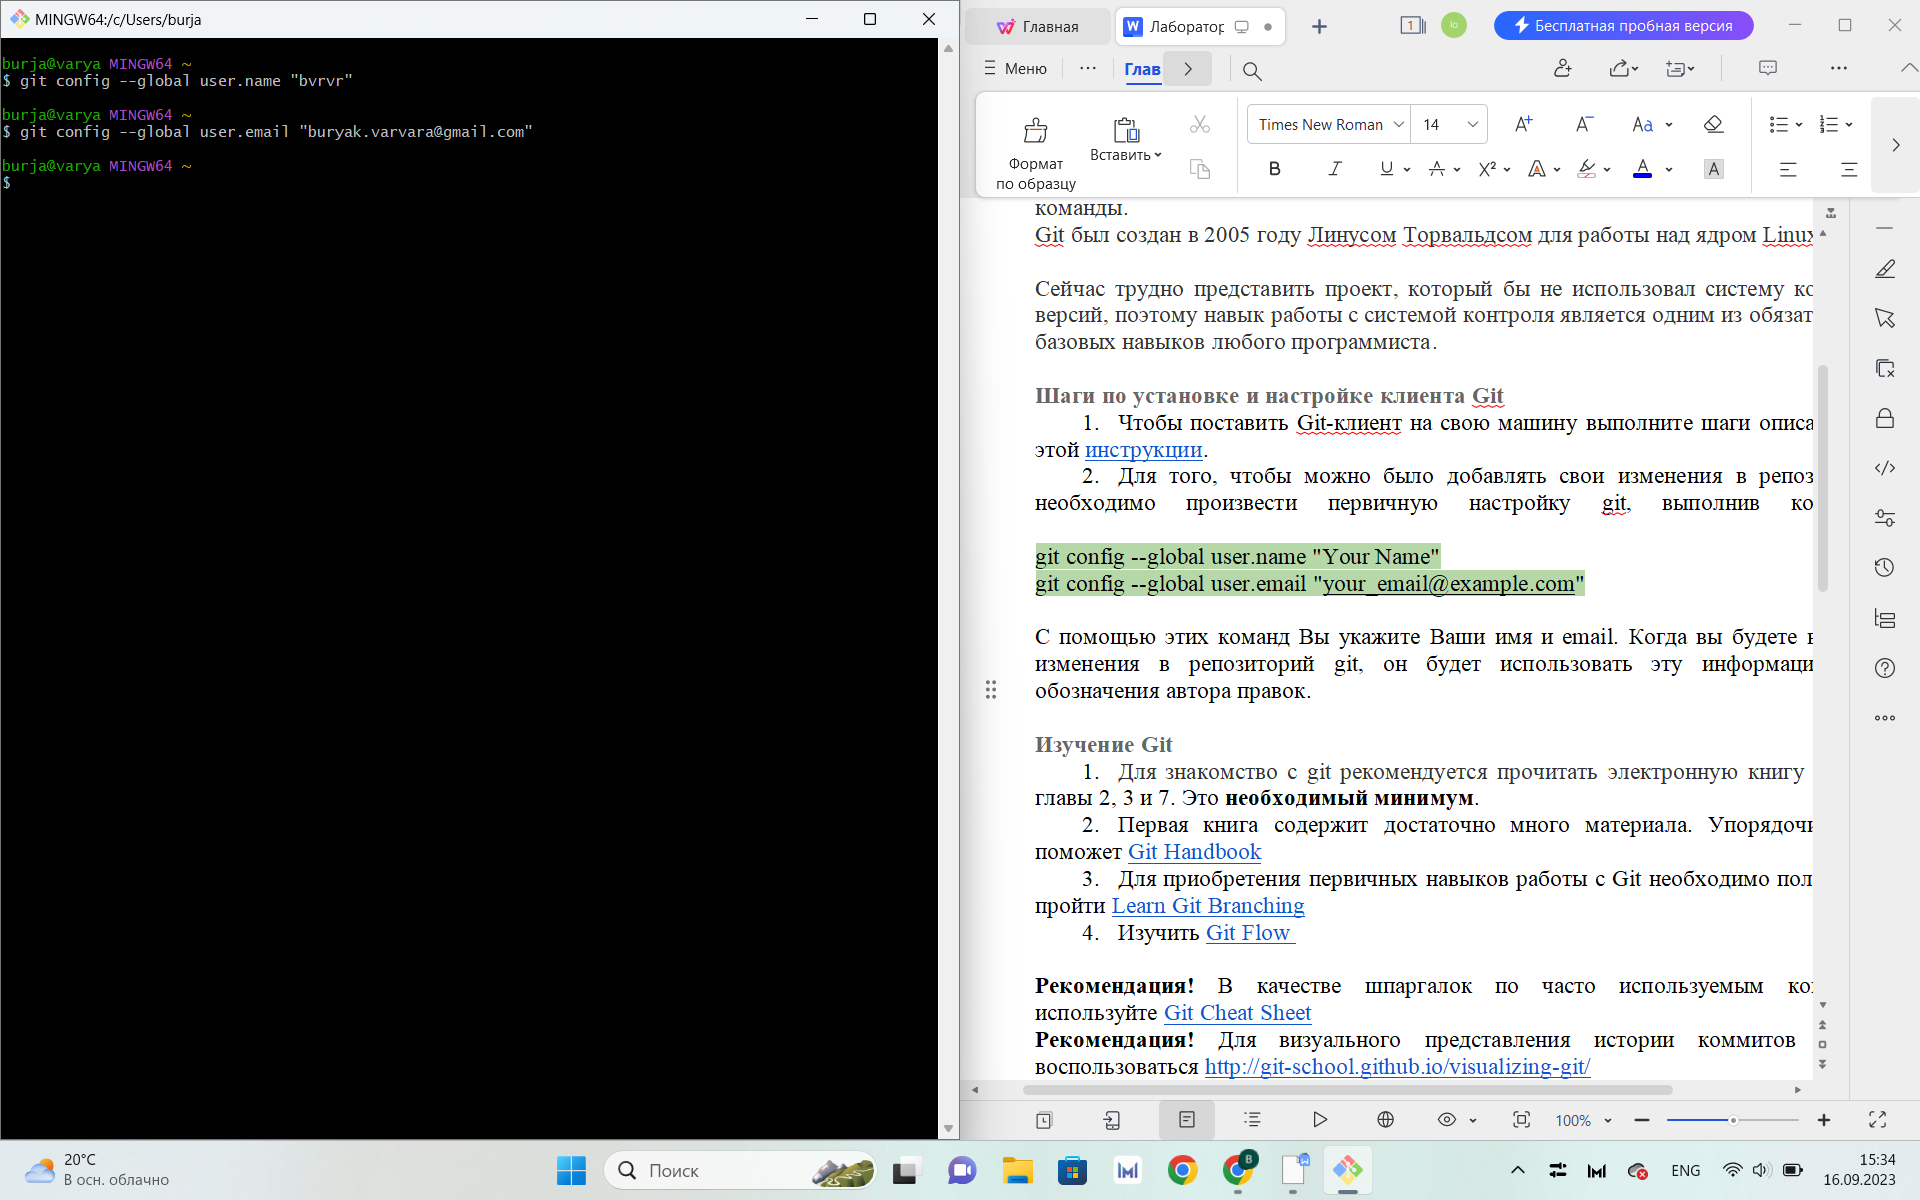 MINGW64:/c/Users/burja
burja@varya MINGW64 ~
$ git config --global user.name "bvrvr"
burja@varya MINGW64 ~
$ git config --global user.email "buryak.varvara@gmail.com"
burja@varya MINGW64 ~
$
Главная
Лаборатор
1
lo
Бесплатная пробная версия
Меню
Глав
Формат
по образцу
Вставить
Times New Roman
14
команды.
Git был создан в 2005 году Линусом Торвальдсом для работы над ядром Linux
Сейчас трудно представить проект, который бы не использовал систему ко
версий, поэтому навык работы с системой контроля является одним из обязат
базовых навыков любого программиста.
Шаги по установке и настройке клиента Git
1. Чтобы поставить Git-клиент на свою машину выполните шаги описа
этой инструкции.
2. Для того, чтобы можно было добавлять свои изменения в репоз
необходимо произвести первичную настройку git, выполнив ко
git config --global user.name "Your Name"
git config --global user.email "your_email@example.com"
С помощью этих команд Вы укажите Ваши имя и email. Когда вы будете в
изменения в репозиторий git, он будет использовать эту информаци
обозначения автора правок.
Изучение Git
1. Для знакомство с git рекомендуется прочитать электронную книгу
главы 2, 3 и 7. Это необходимый минимум.
2. Первая книга содержит достаточно много материала. Упорядочи
поможет Git Handbook
3. Для приобретения первичных навыков работы с Git необходимо пол
пройти Learn Git Branching
4. Изучить Git Flow
Рекомендация! В качестве шпаргалок по часто используемым ко
используйте Git Cheat Sheet
Рекомендация! Для визуального представления истории коммитов
воспользоваться http://git-school.github.io/visualizing-git/
100%
20°C
В осн. облачно
Поиск
B
ENG
15:34
16.09.2023